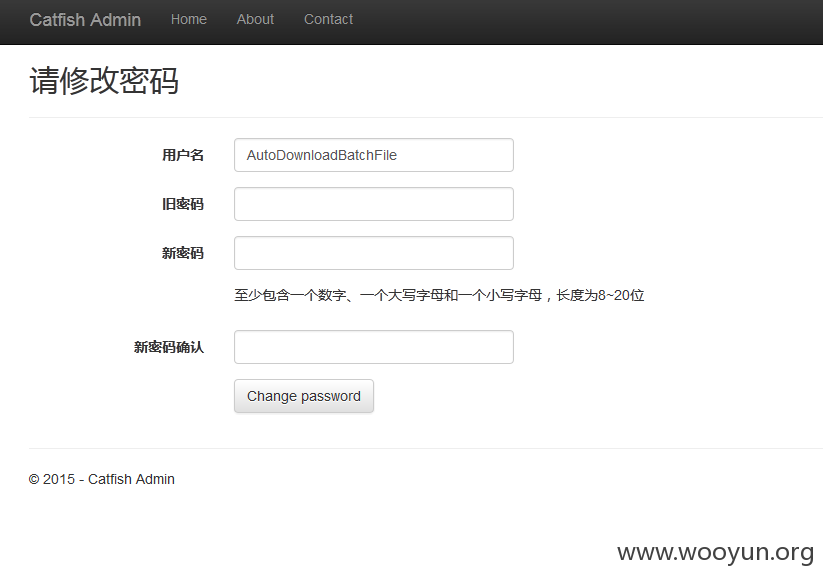 Catfish Admin Home About Contact
请修改密码
用户名 AutoDownloadBatchFile
旧密码
新密码
至少包含一个数字、一个大写字母和一个小写字母，长度为8~20位
新密码确认
Change password
© 2015 - Catfish Admin
www.wooyun.org